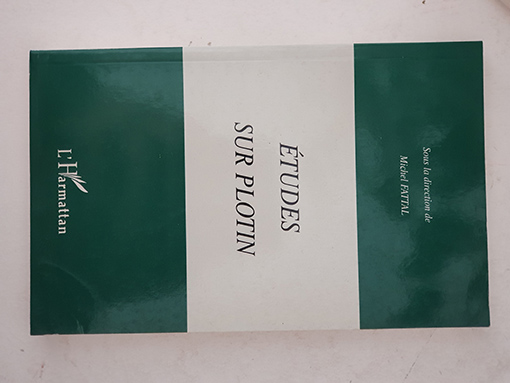 Sous la direction de
Michel FATTAL
ÉTUDES
SUR PLOTIN
L'Harmattan